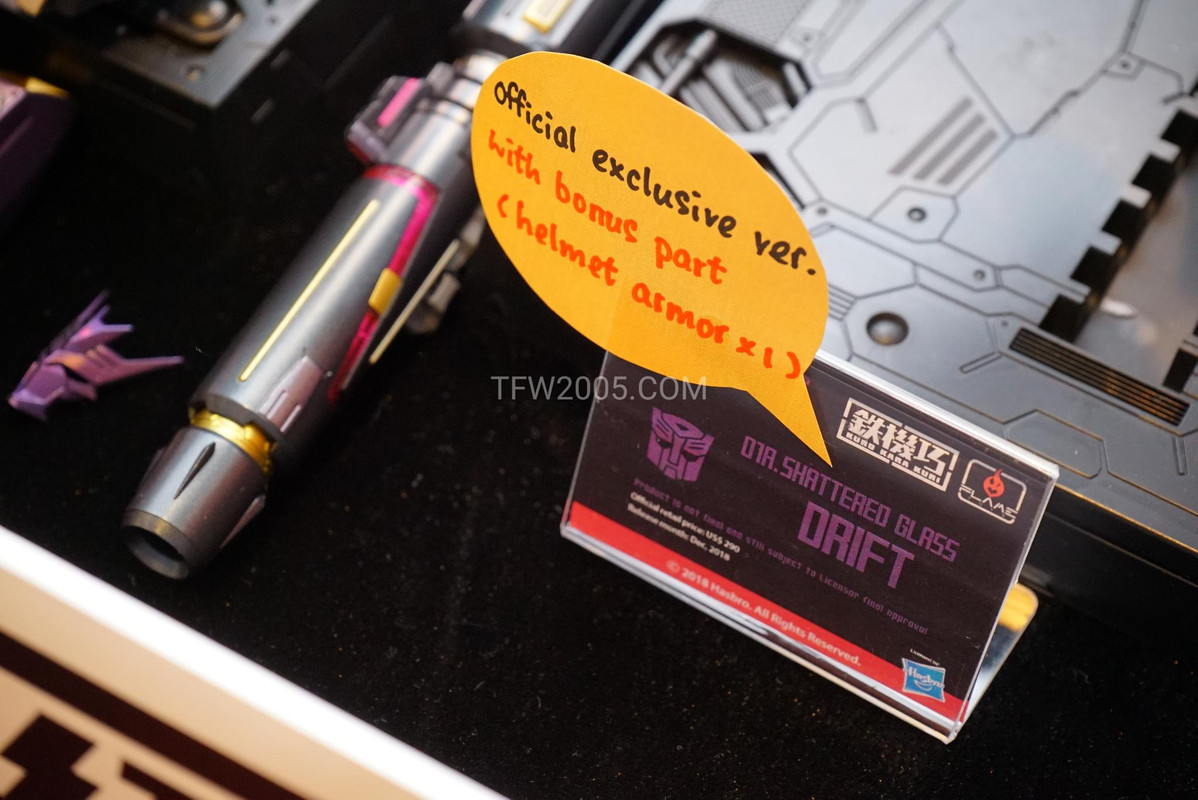 Official exclusive ver.
with bonus part
(helmet armor x1)
TFW2005.COM
鉄機巧
KURO KARA KURI
FLAME
01A.SHATTERED GLASS
DRIFT
Product is not final and still subject to Licensor final approval
Official retail price: US$ 290
Release month: Dec, 2018
© 2018 Hasbro. All Rights Reserved.
Licensed by:
Hasbro